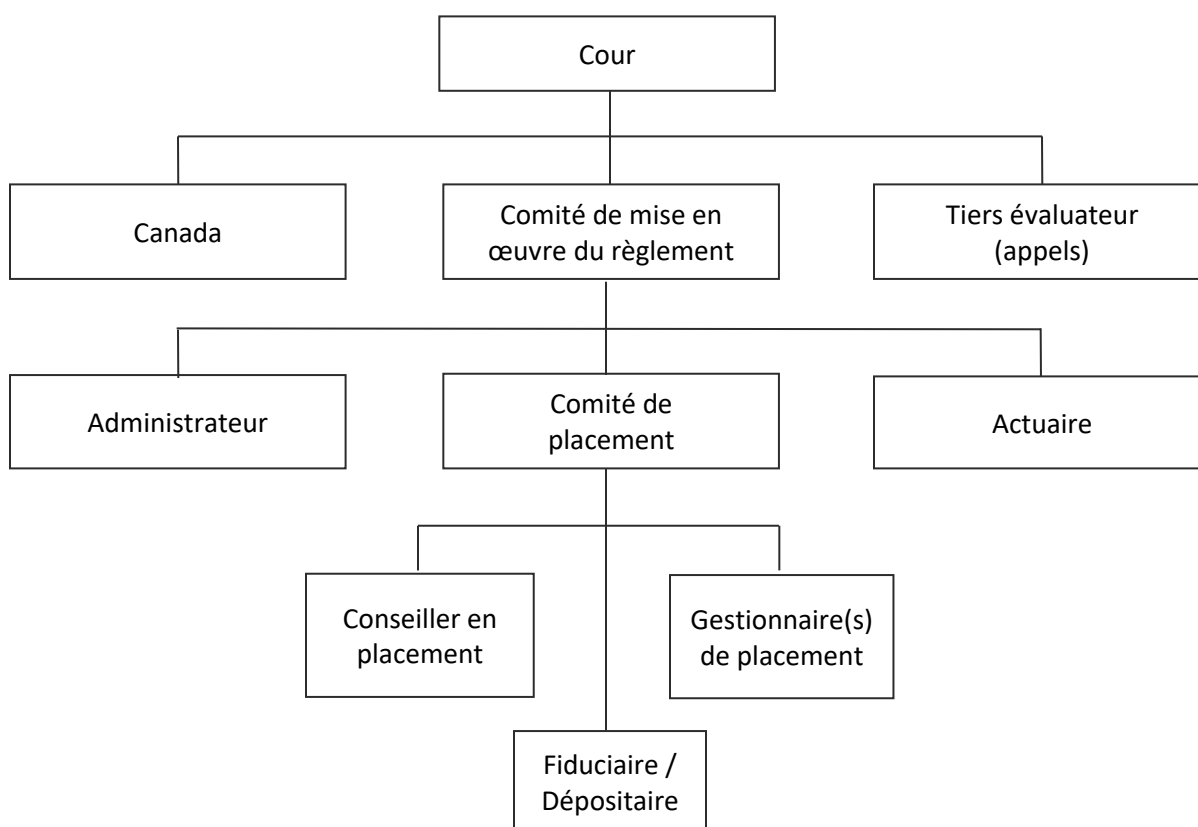 Cour
Canada
Comité de mise en
œuvre du règlement
Tiers évaluateur
(appels)
Administrateur
Comité de
placement
Actuaire
Conseiller en
placement
Gestionnaire(s)
de placement
Fiduciaire /
Dépositaire